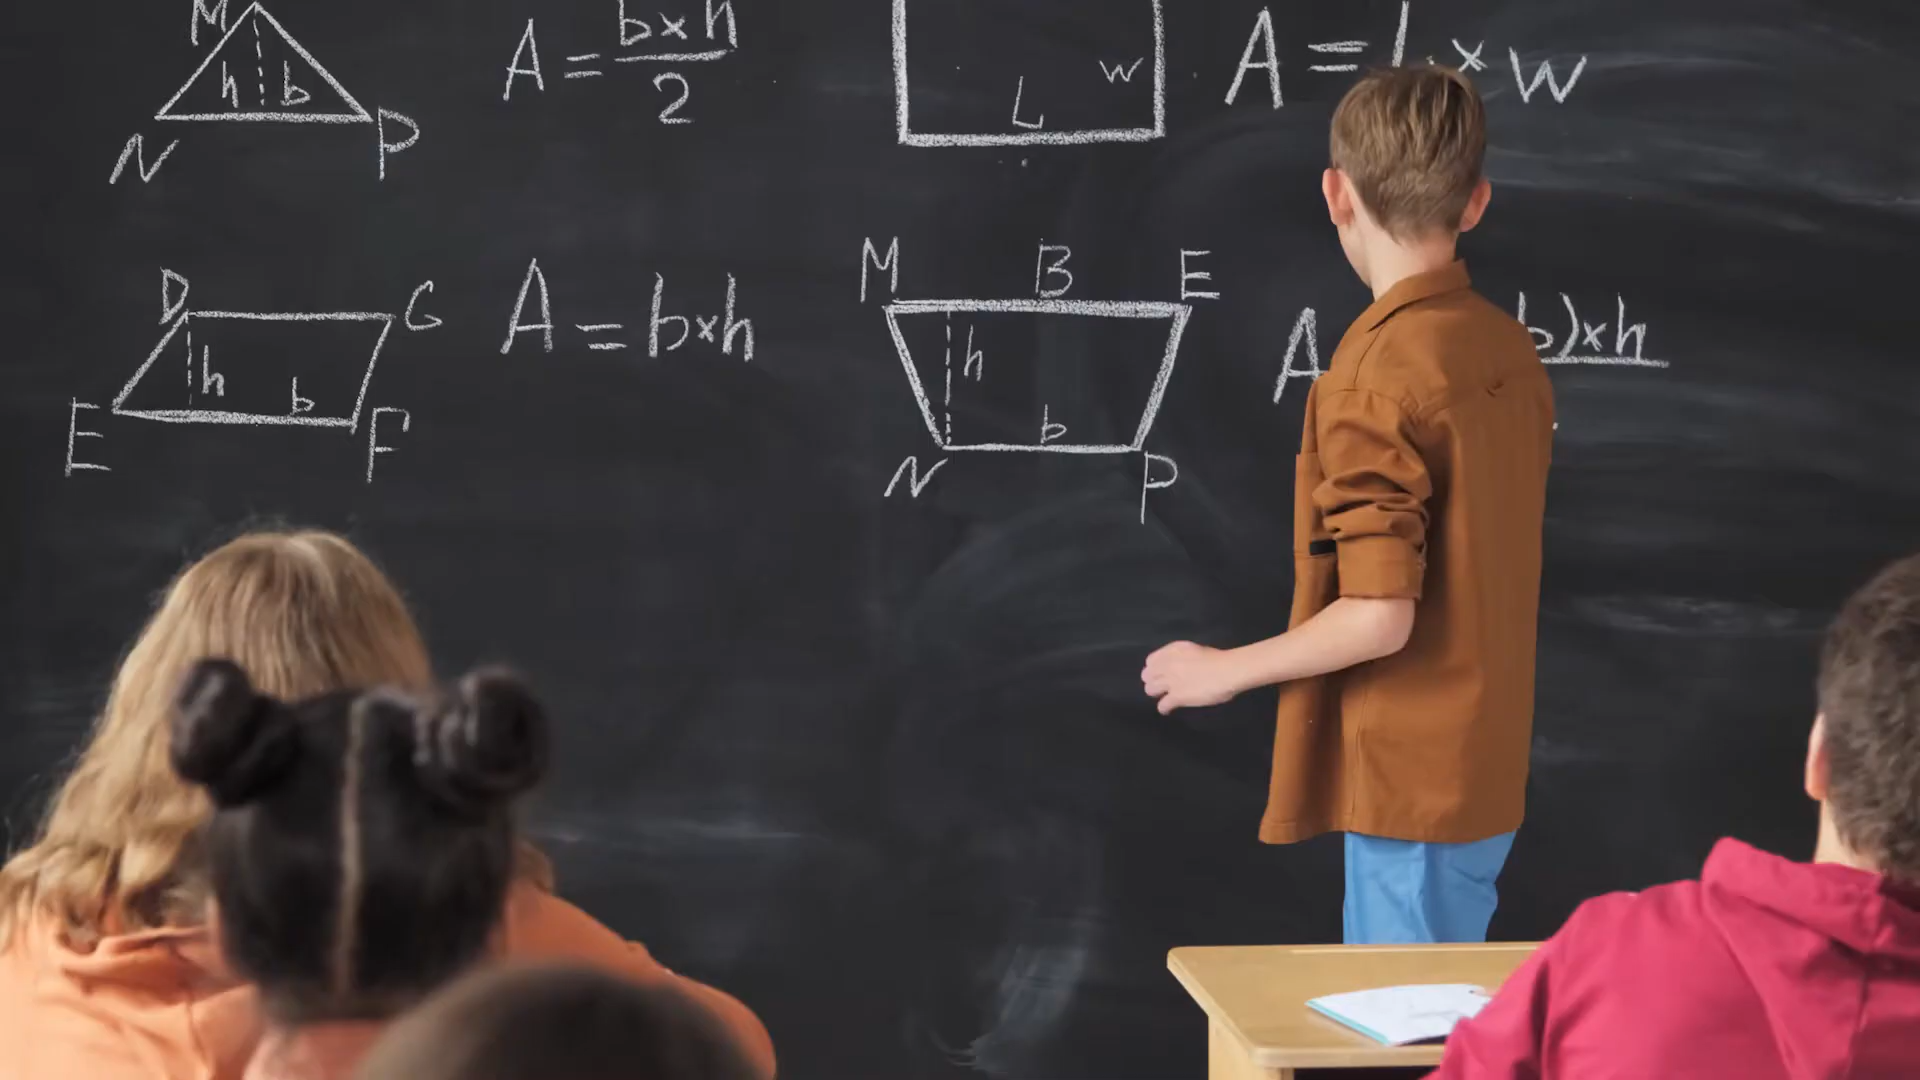 M
h b
N P
A = b×h
2
L w
A = L × w
D G
h b
E F
A = b×h
M B E
h
b
N P
A b)×h